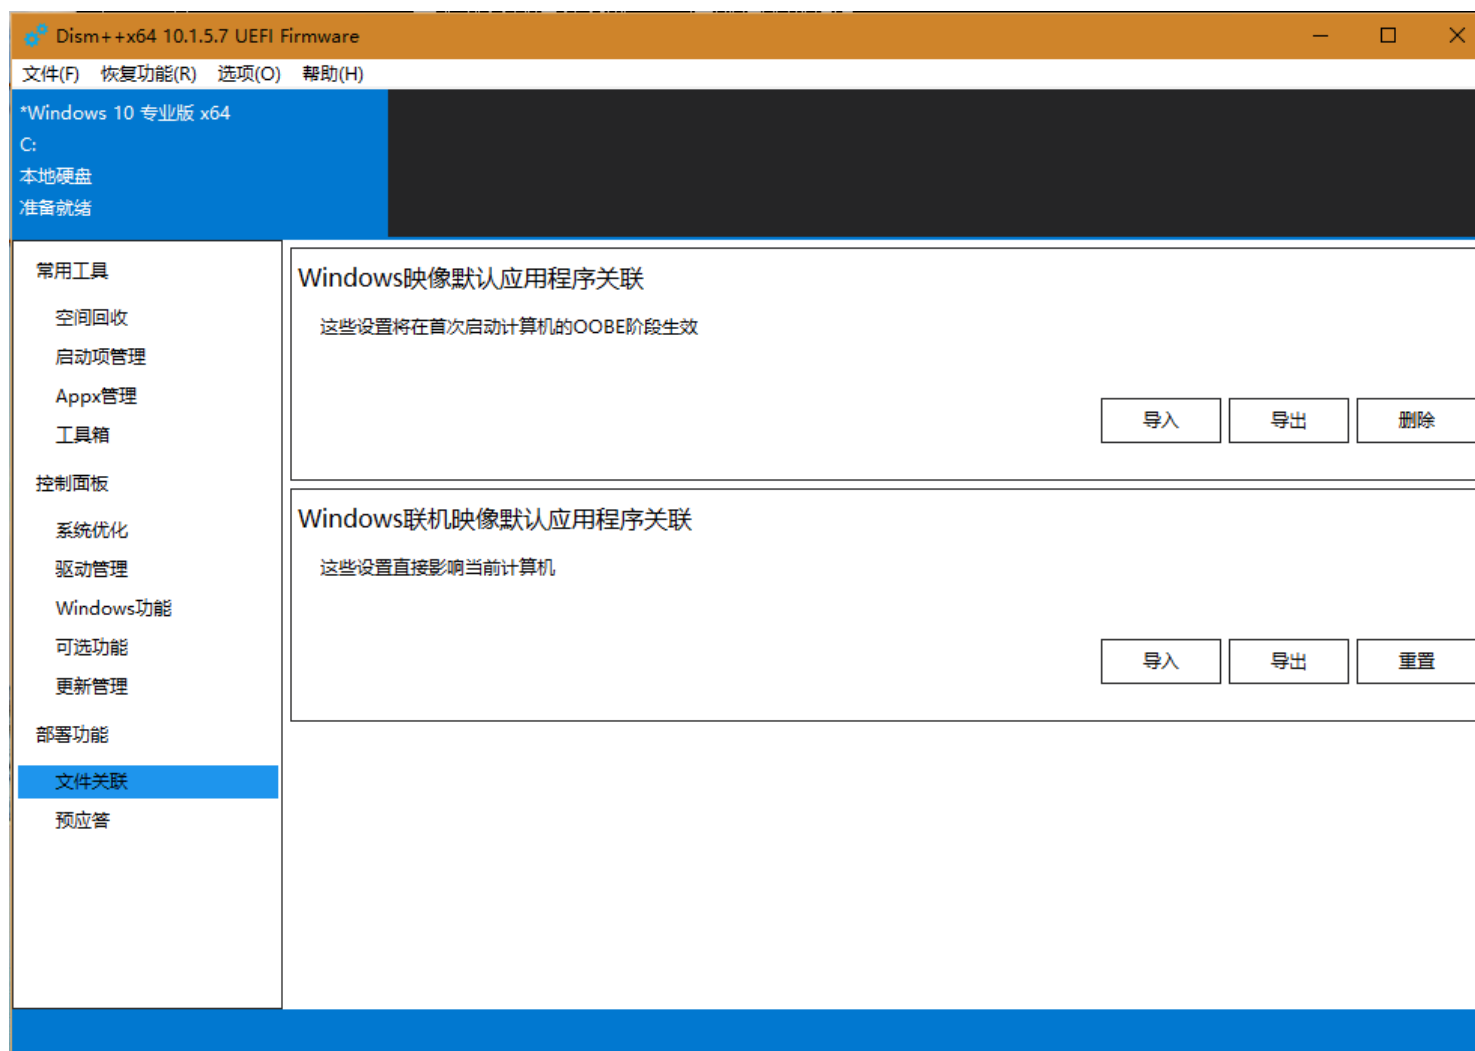 Dism++x64 10.1.5.7 UEFI Firmware
文件(F) 恢复功能(R) 选项(O) 帮助(H)
*Windows 10 专业版 x64
C:
本地硬盘
准备就绪
常用工具
空间回收
启动项管理
Appx管理
工具箱
控制面板
系统优化
驱动管理
Windows功能
可选功能
更新管理
部署功能
文件关联
预应答
Windows映像默认应用程序关联
这些设置将在首次启动计算机的OOBE阶段生效
导入 导出 删除
Windows联机映像默认应用程序关联
这些设置直接影响当前计算机
导入 导出 重置